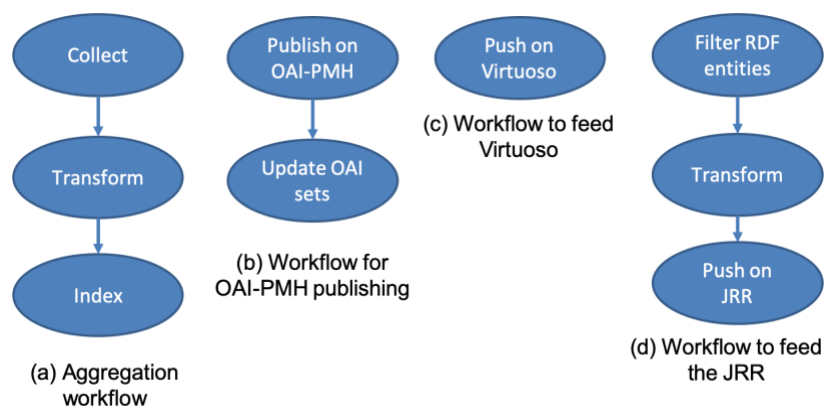 Collect
Transform
Index
(a) Aggregation
workflow
Publish on
OAI-PMH
Update OAI
sets
(b) Workflow for
OAI-PMH publishing
Push on
Virtuoso
(c) Workflow to feed
Virtuoso
Filter RDF
entities
Transform
Push on
JRR
(d) Workflow to feed
the JRR